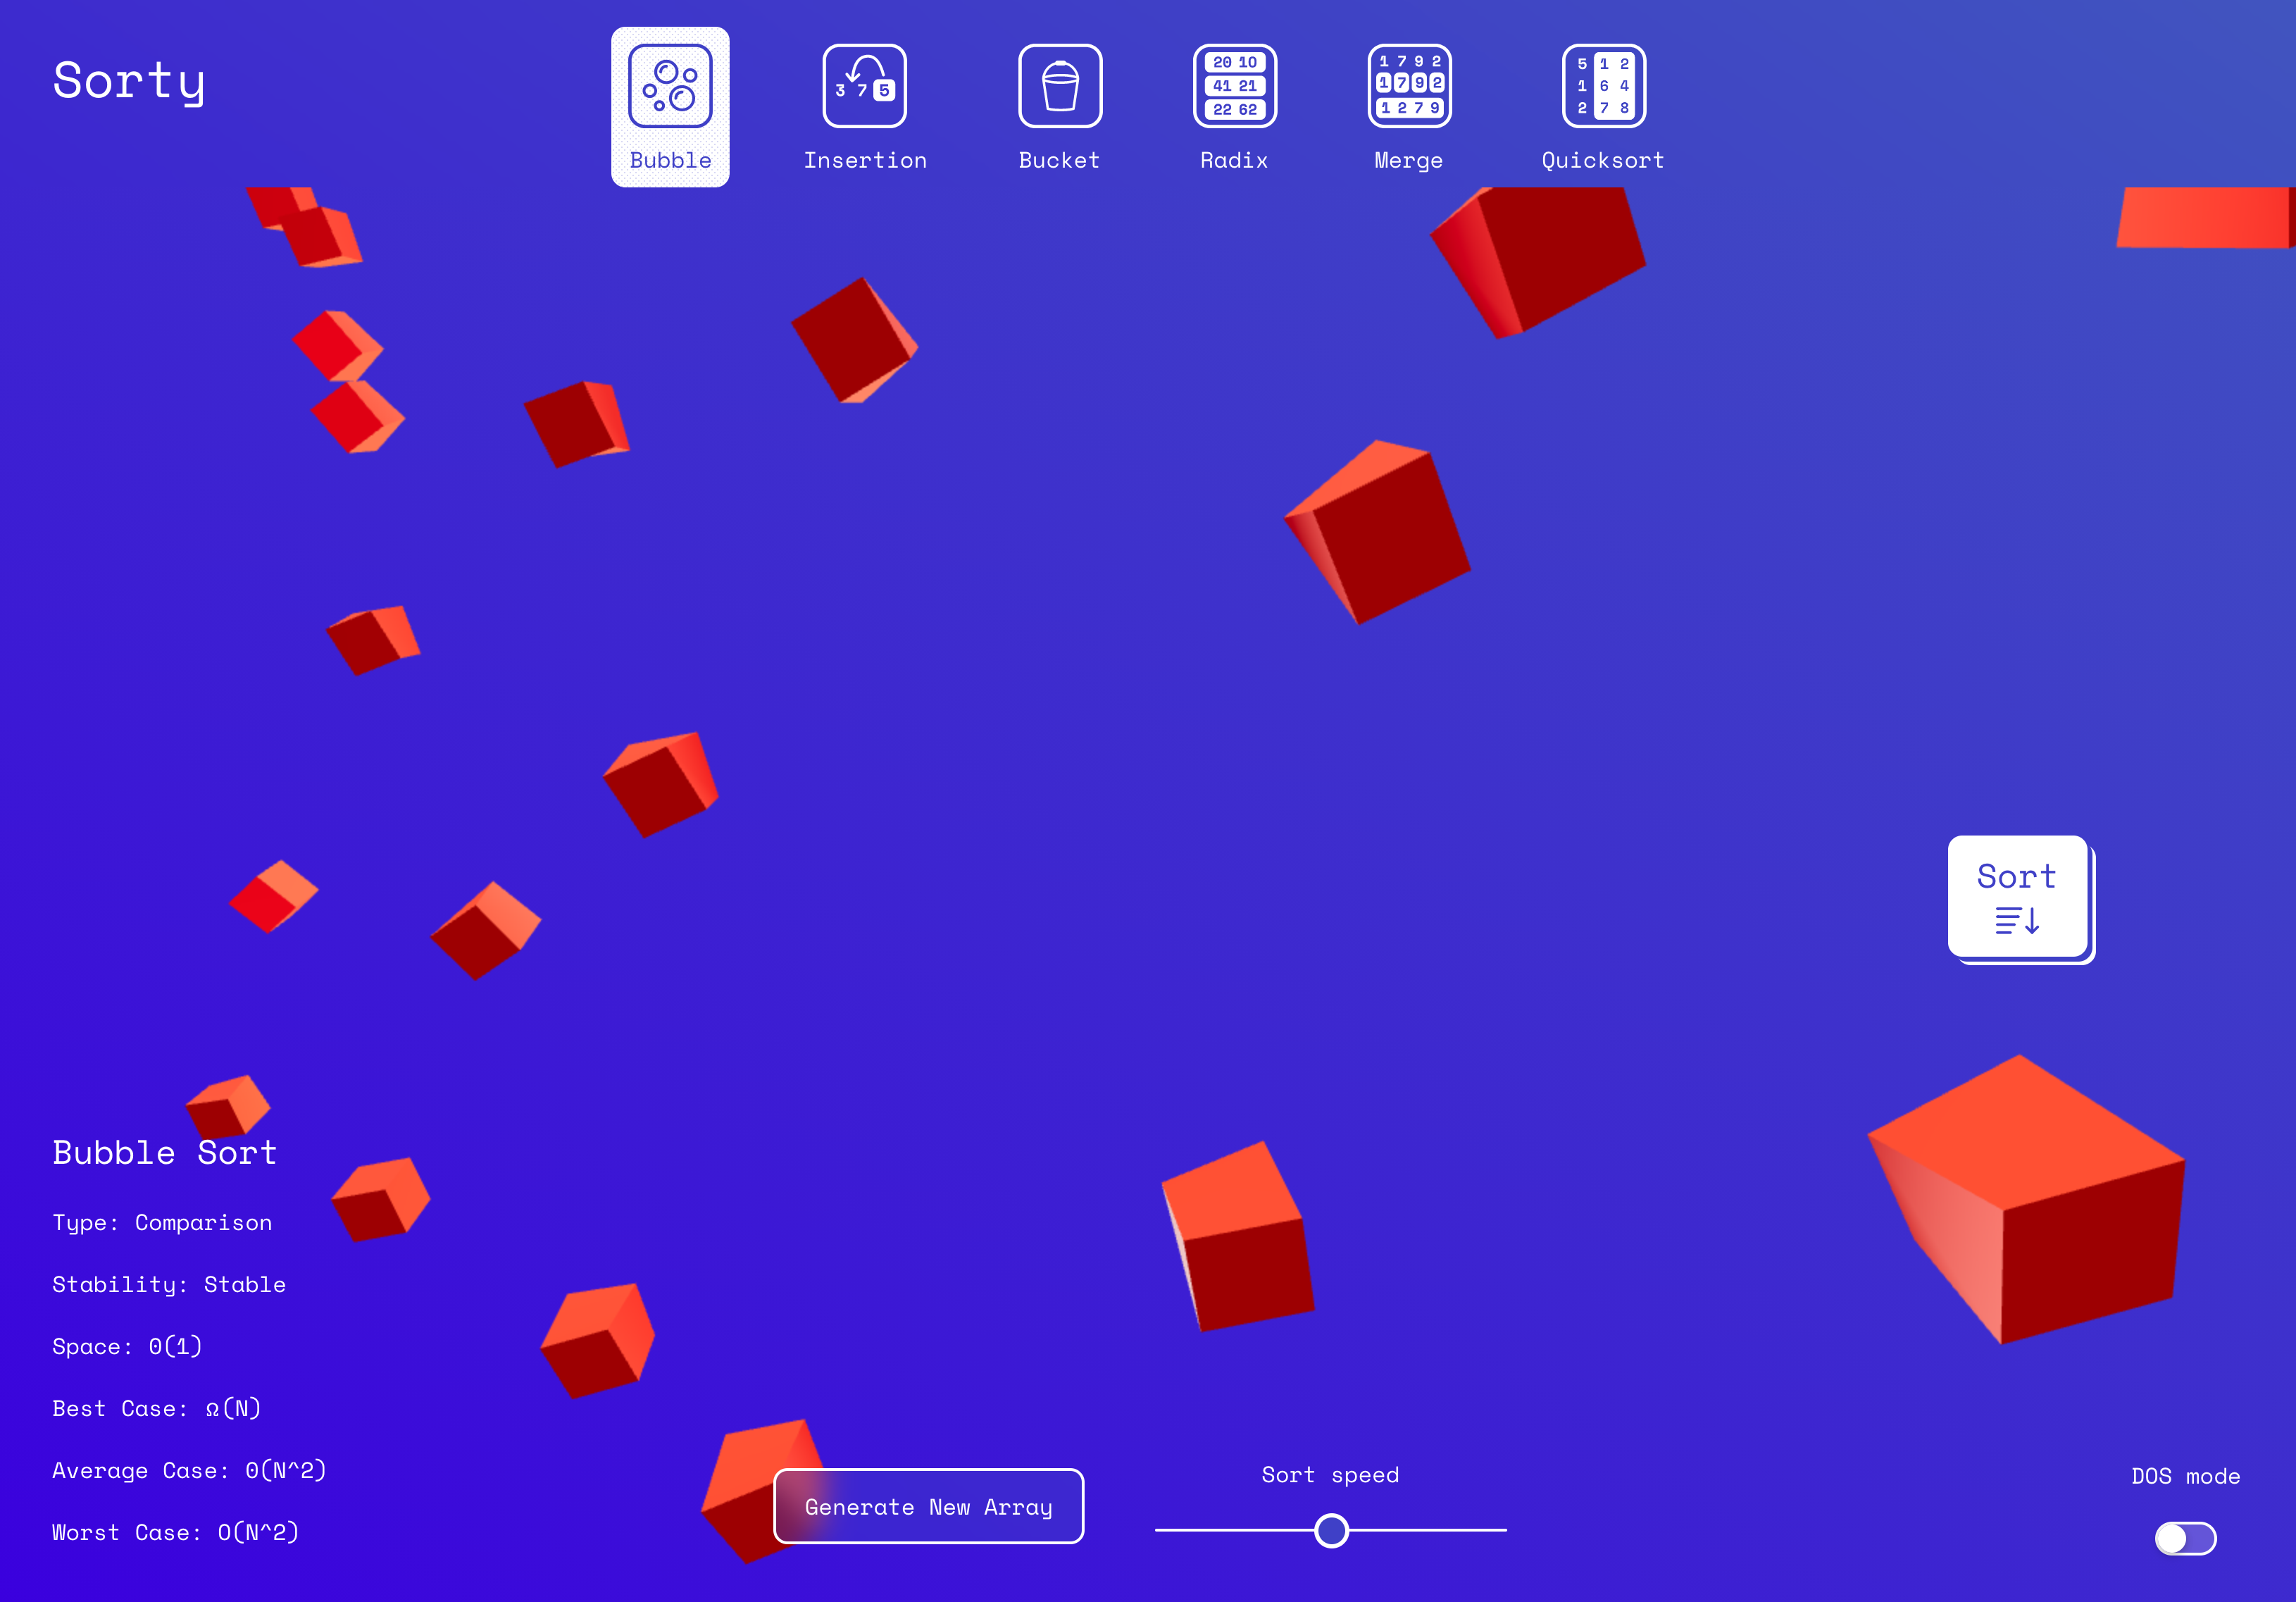 Sorty
3 7 5
20 10
41 21
22 62
1 7 9 2
1 7 9 2
1 2 7 9
5 1 2
1 6 4
2 7 8
Bubble
Insertion
Bucket
Radix
Merge
Quicksort
Sort
Bubble Sort
Type: Comparison
Stability: Stable
Space: Θ(1)
Best Case: Ω(N)
Average Case: Θ(N^2)
Worst Case: O(N^2)
Generate New Array
Sort speed
DOS mode